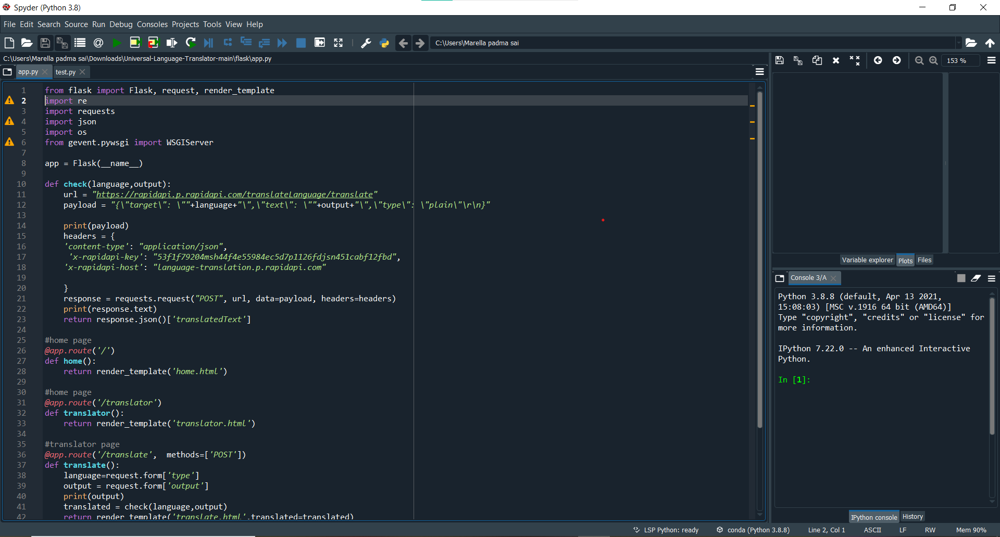 Spyder (Python 3.8)
File Edit Search Source Run Debug Consoles Projects Tools View Help
C:\Users\Marella padma sai
C:\Users\Marella padma sai\Downloads\Universal-Language-Translator-main\flask\app.py
153 %
app.py
test.py
1 from flask import Flask, request, render_template
2 import re
3 import requests
4 import json
5 import os
6 from gevent.pywsgi import WSGIServer
7
8 app = Flask(__name__)
9
10 def check(language,output):
11     url = "https://rapidapi.p.rapidapi.com/translateLanguage/translate"
12     payload = "{\"target\": \""+language+"\",\"text\": \""+output+"\",\"type\": \"plain\"\r\n}"
13
14     print(payload)
15     headers = {
16     'content-type': "application/json",
17      'x-rapidapi-key': "53f1f79204msh44f4e55984ec5d7p1126fdjsn451cabf12fbd",
18     'x-rapidapi-host': "language-translation.p.rapidapi.com"
19
20     }
21     response = requests.request("POST", url, data=payload, headers=headers)
22     print(response.text)
23     return response.json()['translatedText']
24
25 #home page
26 @app.route('/')
27 def home():
28     return render_template('home.html')
29
30 #home page
31 @app.route('/translator')
32 def translator():
33     return render_template('translator.html')
34
35 #translator page
36 @app.route('/translate',  methods=['POST'])
37 def translate():
38     language=request.form['type']
39     output = request.form['output']
40     print(output)
41     translated = check(language,output)
42     return render_template('translate.html',translated=translated)
Variable explorer Plots Files
Console 3/A
Python 3.8.8 (default, Apr 13 2021,
15:08:03) [MSC v.1916 64 bit (AMD64)]
Type "copyright", "credits" or "license" for
more information.
IPython 7.22.0 -- An enhanced Interactive
Python.
In [1]:
IPython console History
LSP Python: ready conda (Python 3.8.8) Line 2, Col 1 ASCII LF RW Mem 90%